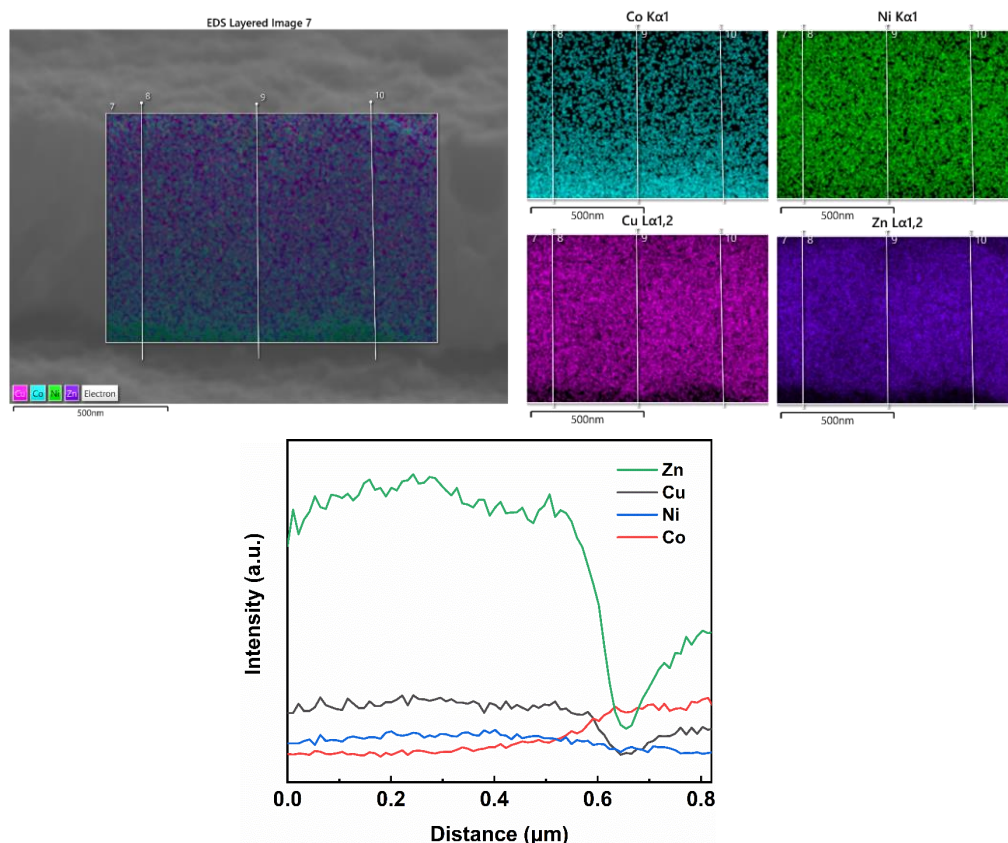 EDS Layered Image 7
7
8
9
10
Cu Co Ni Zn Electron
500nm
Co Kα1
7 8 9 10
500nm
Ni Kα1
7 8 9 10
500nm
Cu Lα1,2
7 8 9 10
500nm
Zn Lα1,2
7 8 9 10
500nm
Zn
Cu
Ni
Co
Intensity (a.u.)
0.0 0.2 0.4 0.6 0.8
Distance (µm)